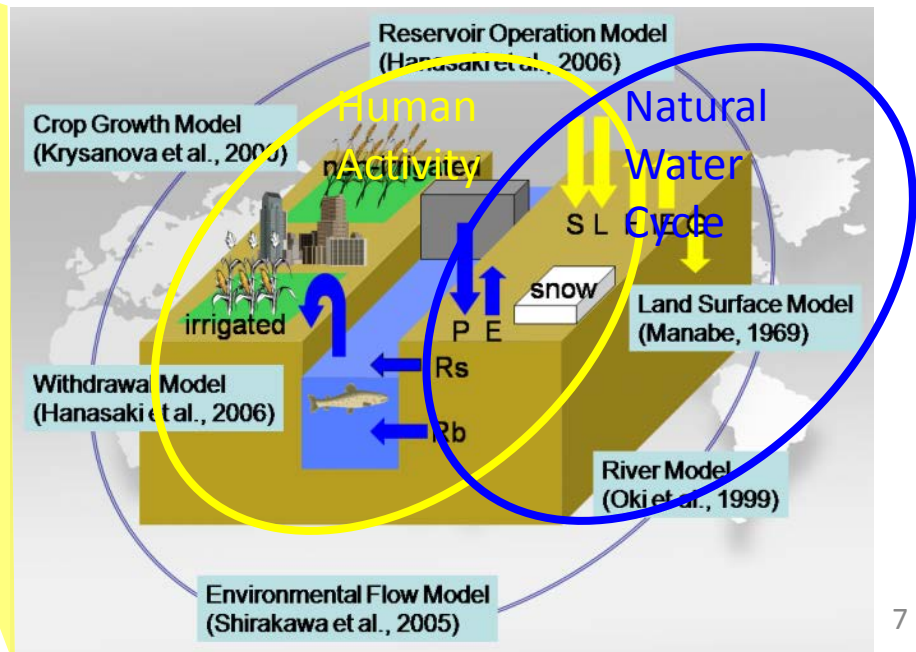 Reservoir Operation Model
(Hanasaki et al., 2006)
Human
Activity
Natural
Water
Cycle
Crop Growth Model
(Krysanova et al., 2000)
S L
snow
Land Surface Model
(Manabe, 1969)
irrigated
P E
Rs
Withdrawal Model
(Hanasaki et al., 2006)
Rb
River Model
(Oki et al., 1999)
Environmental Flow Model
(Shirakawa et al., 2005)
7